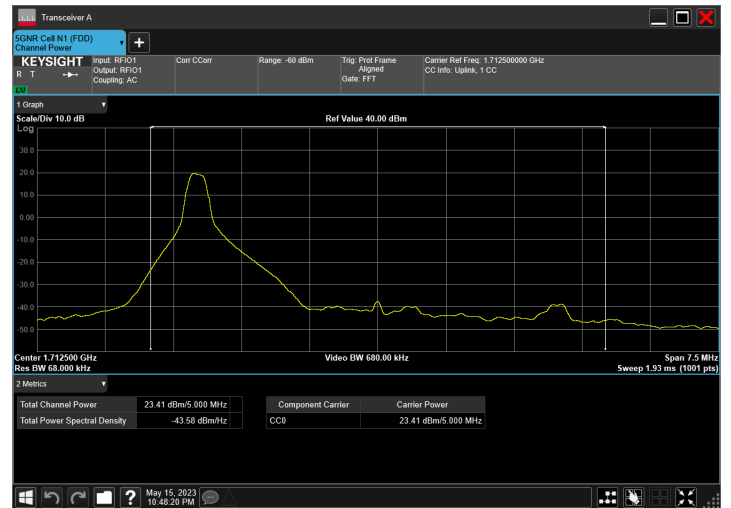 Transceiver A
5GNR Cell N1 (FDD)
Channel Power
KEYSIGHT
R T
LXI
Input: RFIO1
Output: RFIO1
Coupling: AC
Corr CCorr
Range: -60 dBm
Trig: Prot Frame
Aligned
Gate: FFT
Carrier Ref Freq: 1.712500000 GHz
CC Info: Uplink, 1 CC
1 Graph
Scale/Div 10.0 dB
Ref Value 40.00 dBm
Log
30.0
20.0
10.0
0.00
-10.0
-20.0
-30.0
-40.0
-50.0
Center 1.712500 GHz
Video BW 680.00 kHz
Span 7.5 MHz
Res BW 68.000 kHz
Sweep 1.93 ms (1001 pts)
2 Metrics
Total Channel Power 23.41 dBm/5.000 MHz
Total Power Spectral Density -43.58 dBm/Hz
Component Carrier Carrier Power
CC0 23.41 dBm/5.000 MHz
?
May 15, 2023
10:48:20 PM